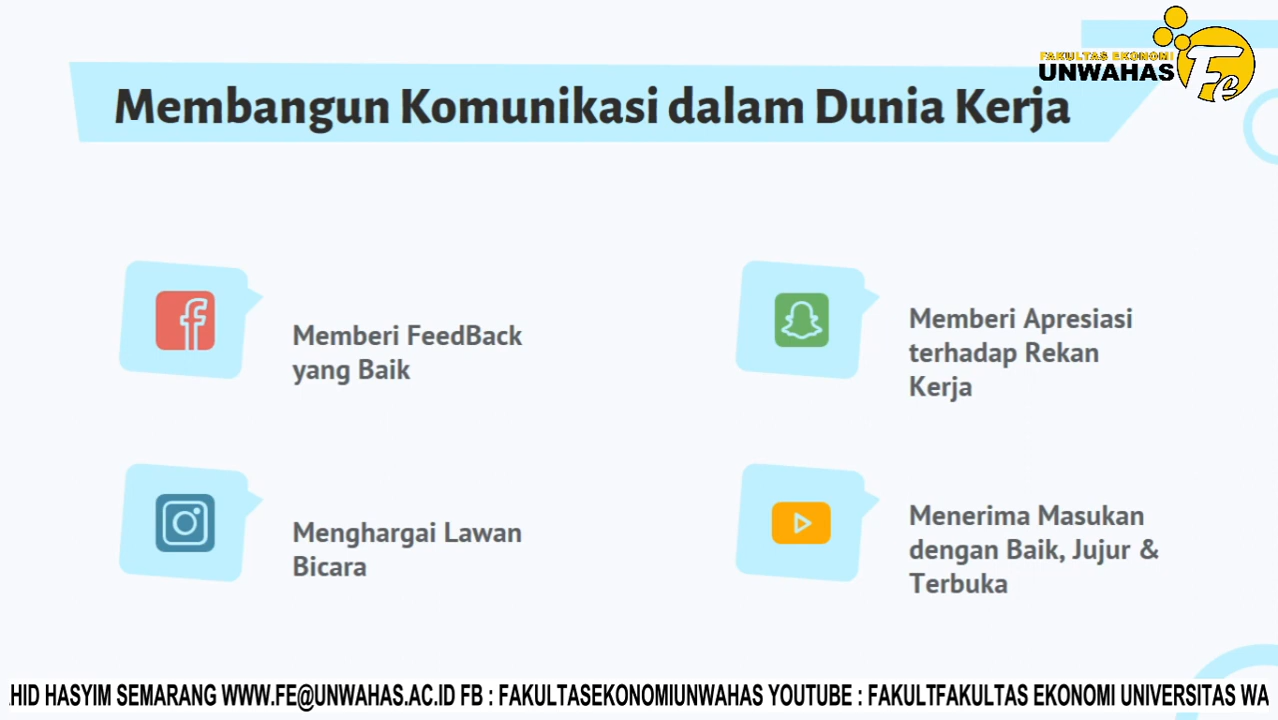 FAKULTAS EKONOMI
UNWAHAS
Fe
Membangun Komunikasi dalam Dunia Kerja
Memberi FeedBack
yang Baik
Memberi Apresiasi
terhadap Rekan
Kerja
Menghargai Lawan
Bicara
Menerima Masukan
dengan Baik, Jujur &
Terbuka
HID HASYIM SEMARANG WWW.FE@UNWAHAS.AC.ID FB : FAKULTASEKONOMIUNWAHAS YOUTUBE : FAKULTFAKULTAS EKONOMI UNIVERSITAS WA